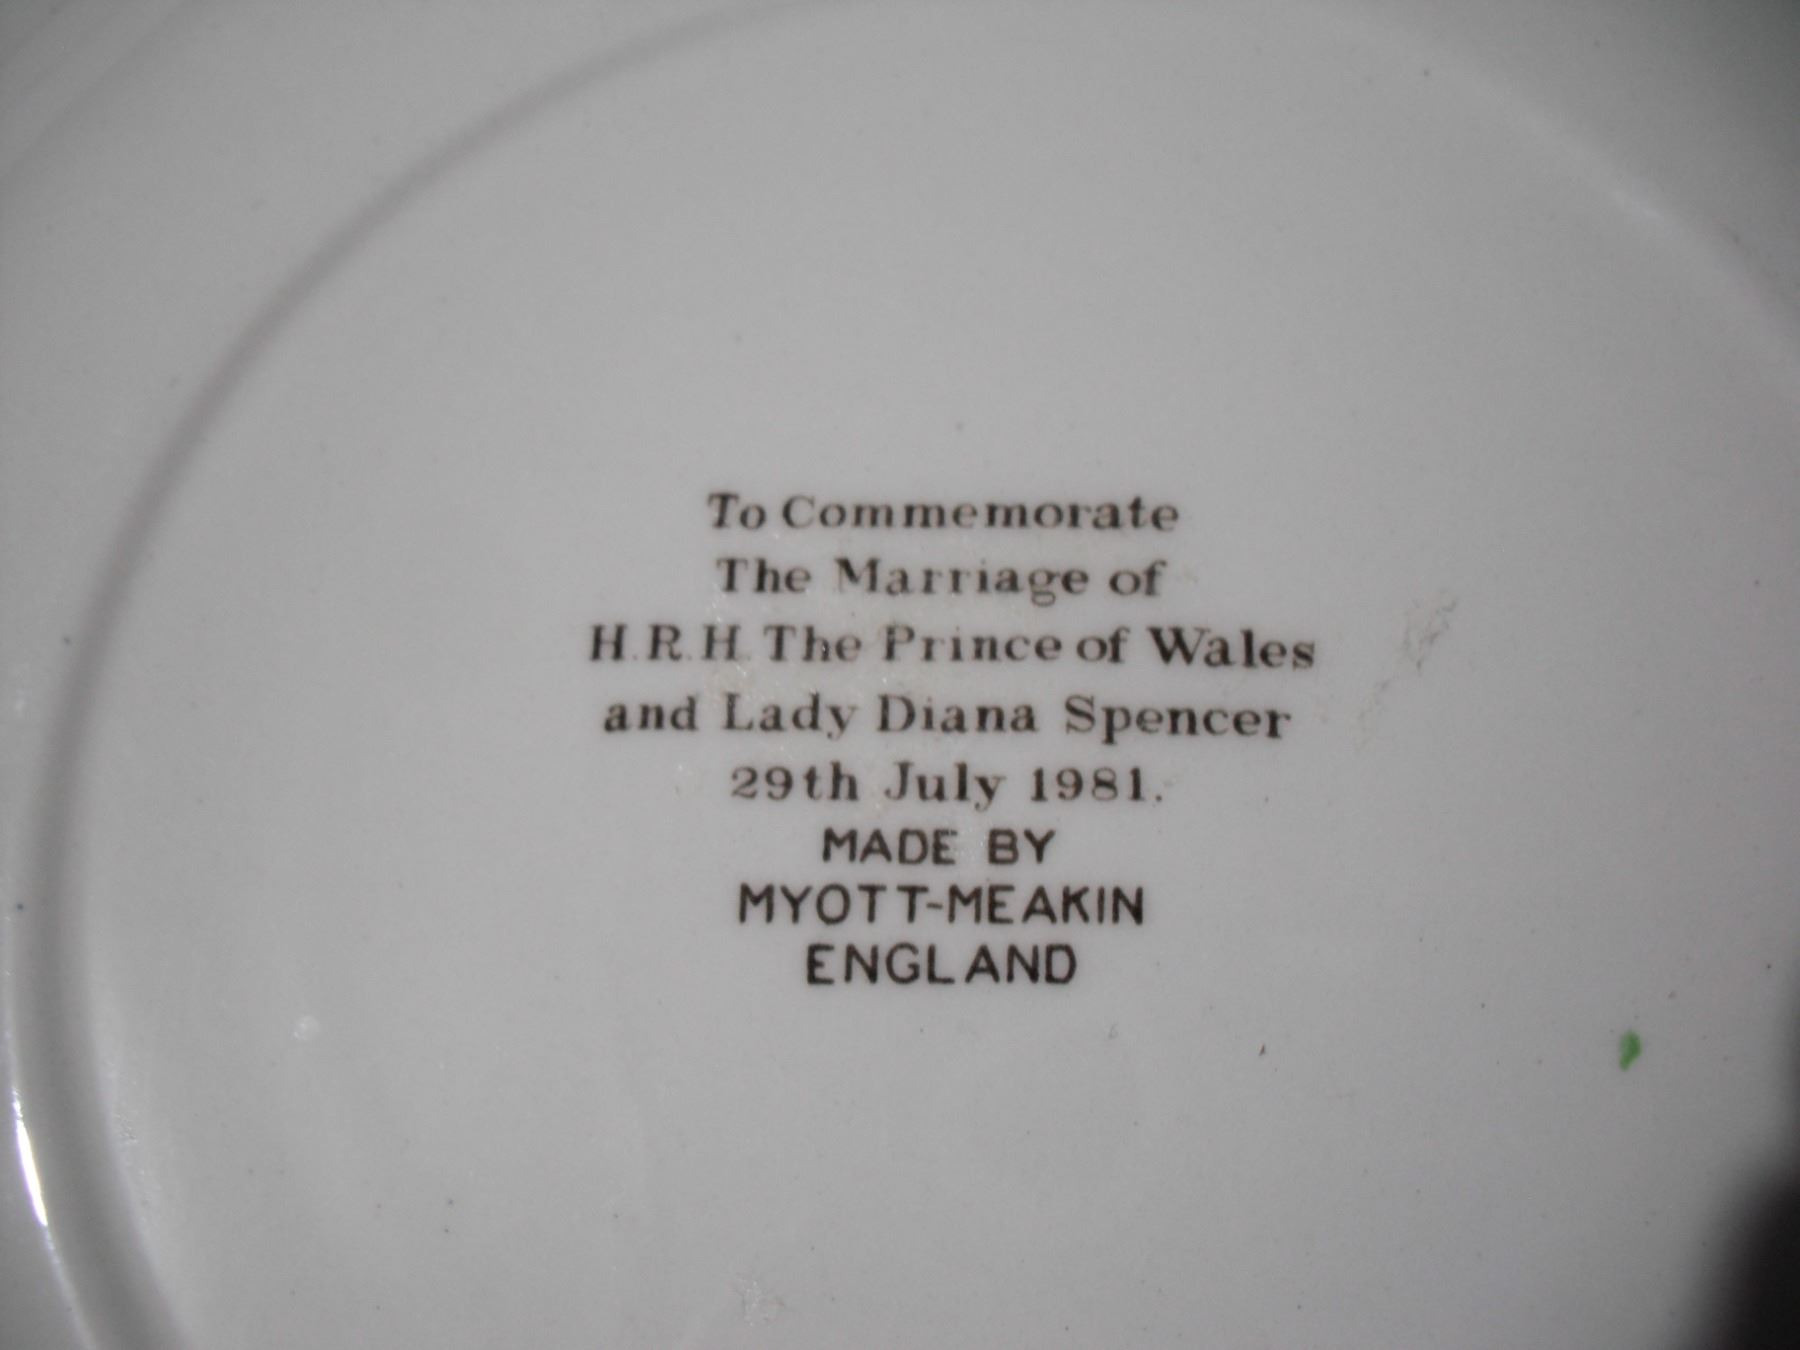 To Commemorate
The Marriage of
H.R.H. The Prince of Wales
and Lady Diana Spencer
29th July 1981.
MADE BY
MYOTT-MEAKIN
ENGLAND